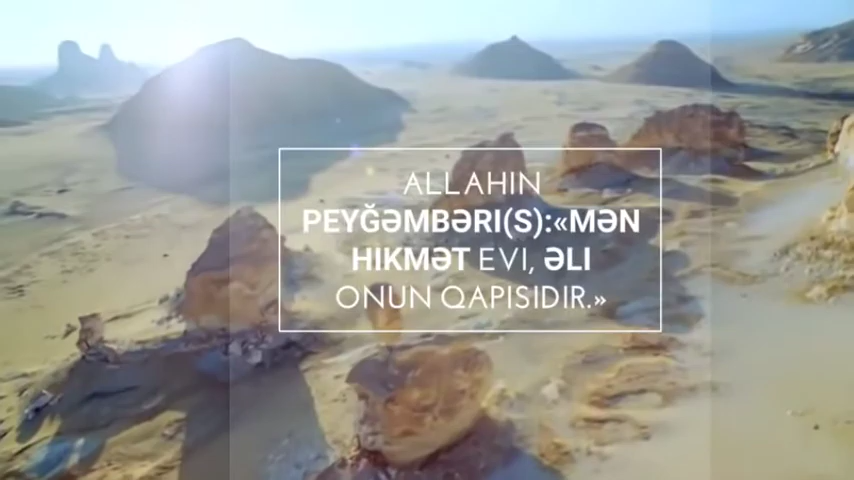 ALLAHIN
PEYĞƏMBƏRI(S):«MƏN
HIKMƏT EVI, ƏLI
ONUN QAPISIDIR.»